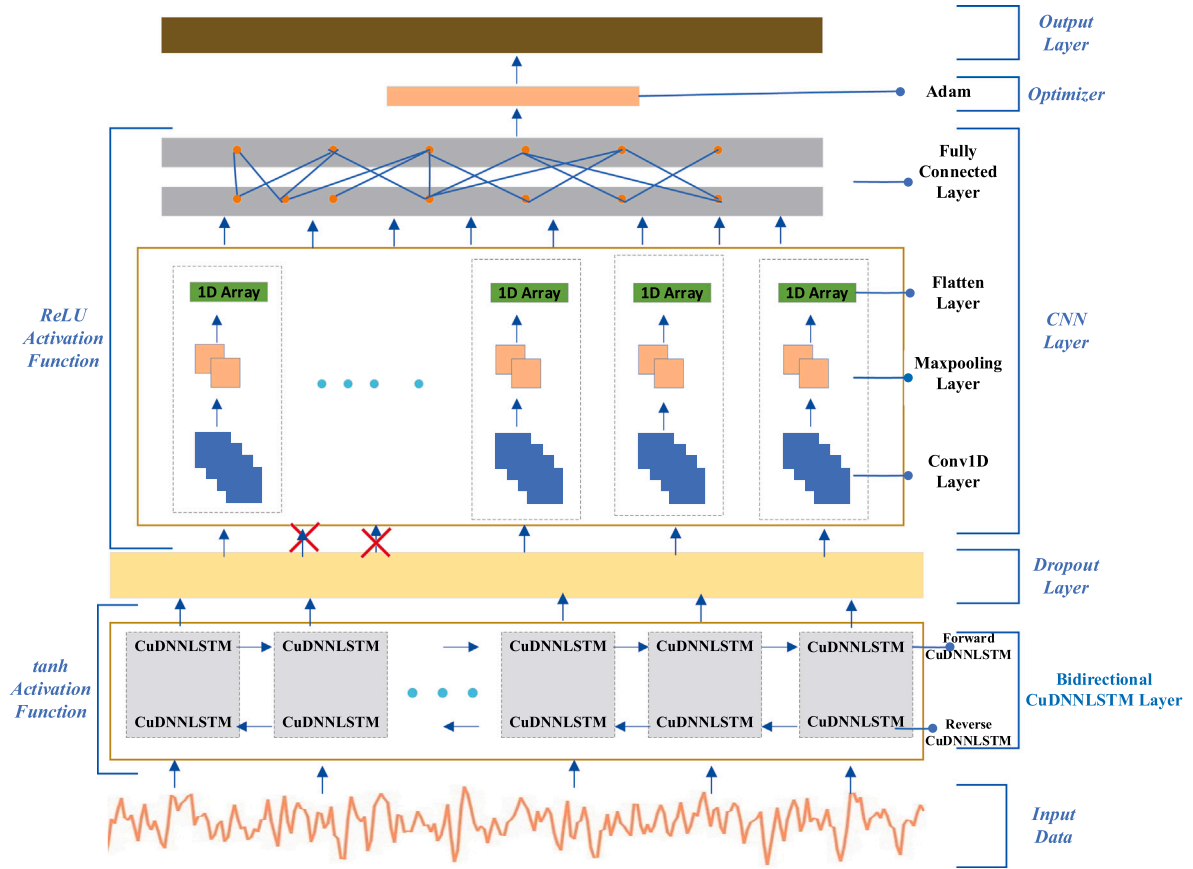 Output
Layer
Adam
Optimizer
Fully
Connected
Layer
1D Array
1D Array
1D Array
1D Array
Flatten
Layer
ReLU
Activation
Function
CNN
Layer
Maxpooling
Layer
Conv1D
Layer
Dropout
Layer
CuDNNLSTM
CuDNNLSTM
CuDNNLSTM
CuDNNLSTM
CuDNNLSTM
Forward
CuDNNLSTM
tanh
Activation
Function
Bidirectional
CuDNNLSTM Layer
CuDNNLSTM
CuDNNLSTM
CuDNNLSTM
CuDNNLSTM
CuDNNLSTM
Reverse
CuDNNLSTM
Input
Data